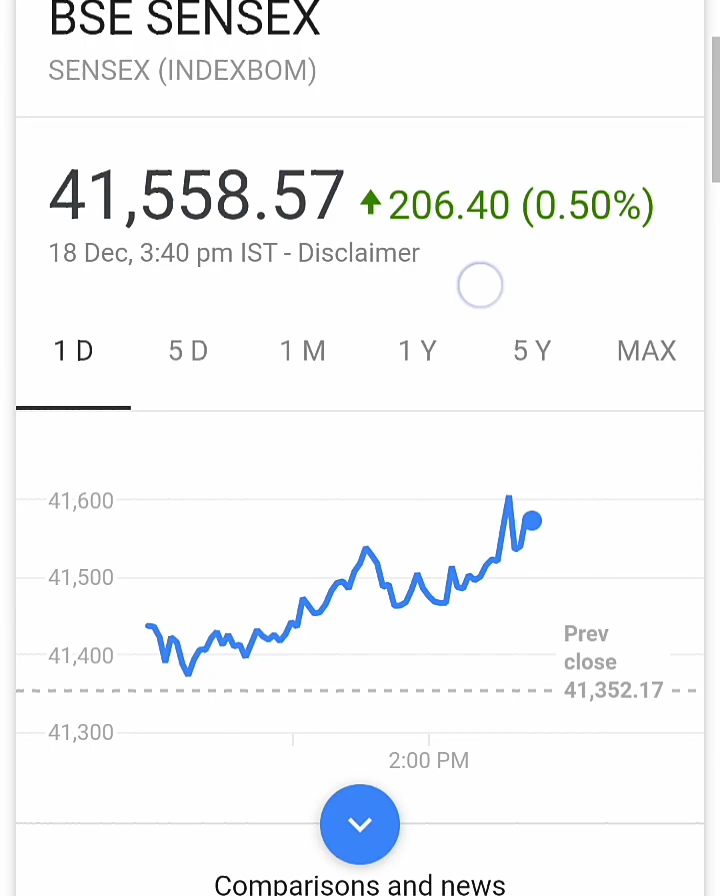 BSE SENSEX
SENSEX (INDEXBOM)
41,558.57 206.40 (0.50%)
18 Dec, 3:40 pm IST - Disclaimer
1 D 5 D 1 M 1 Y 5 Y MAX
41,600
41,500
41,400
41,300
Prev
close
41,352.17
2:00 PM
Comparisons and news